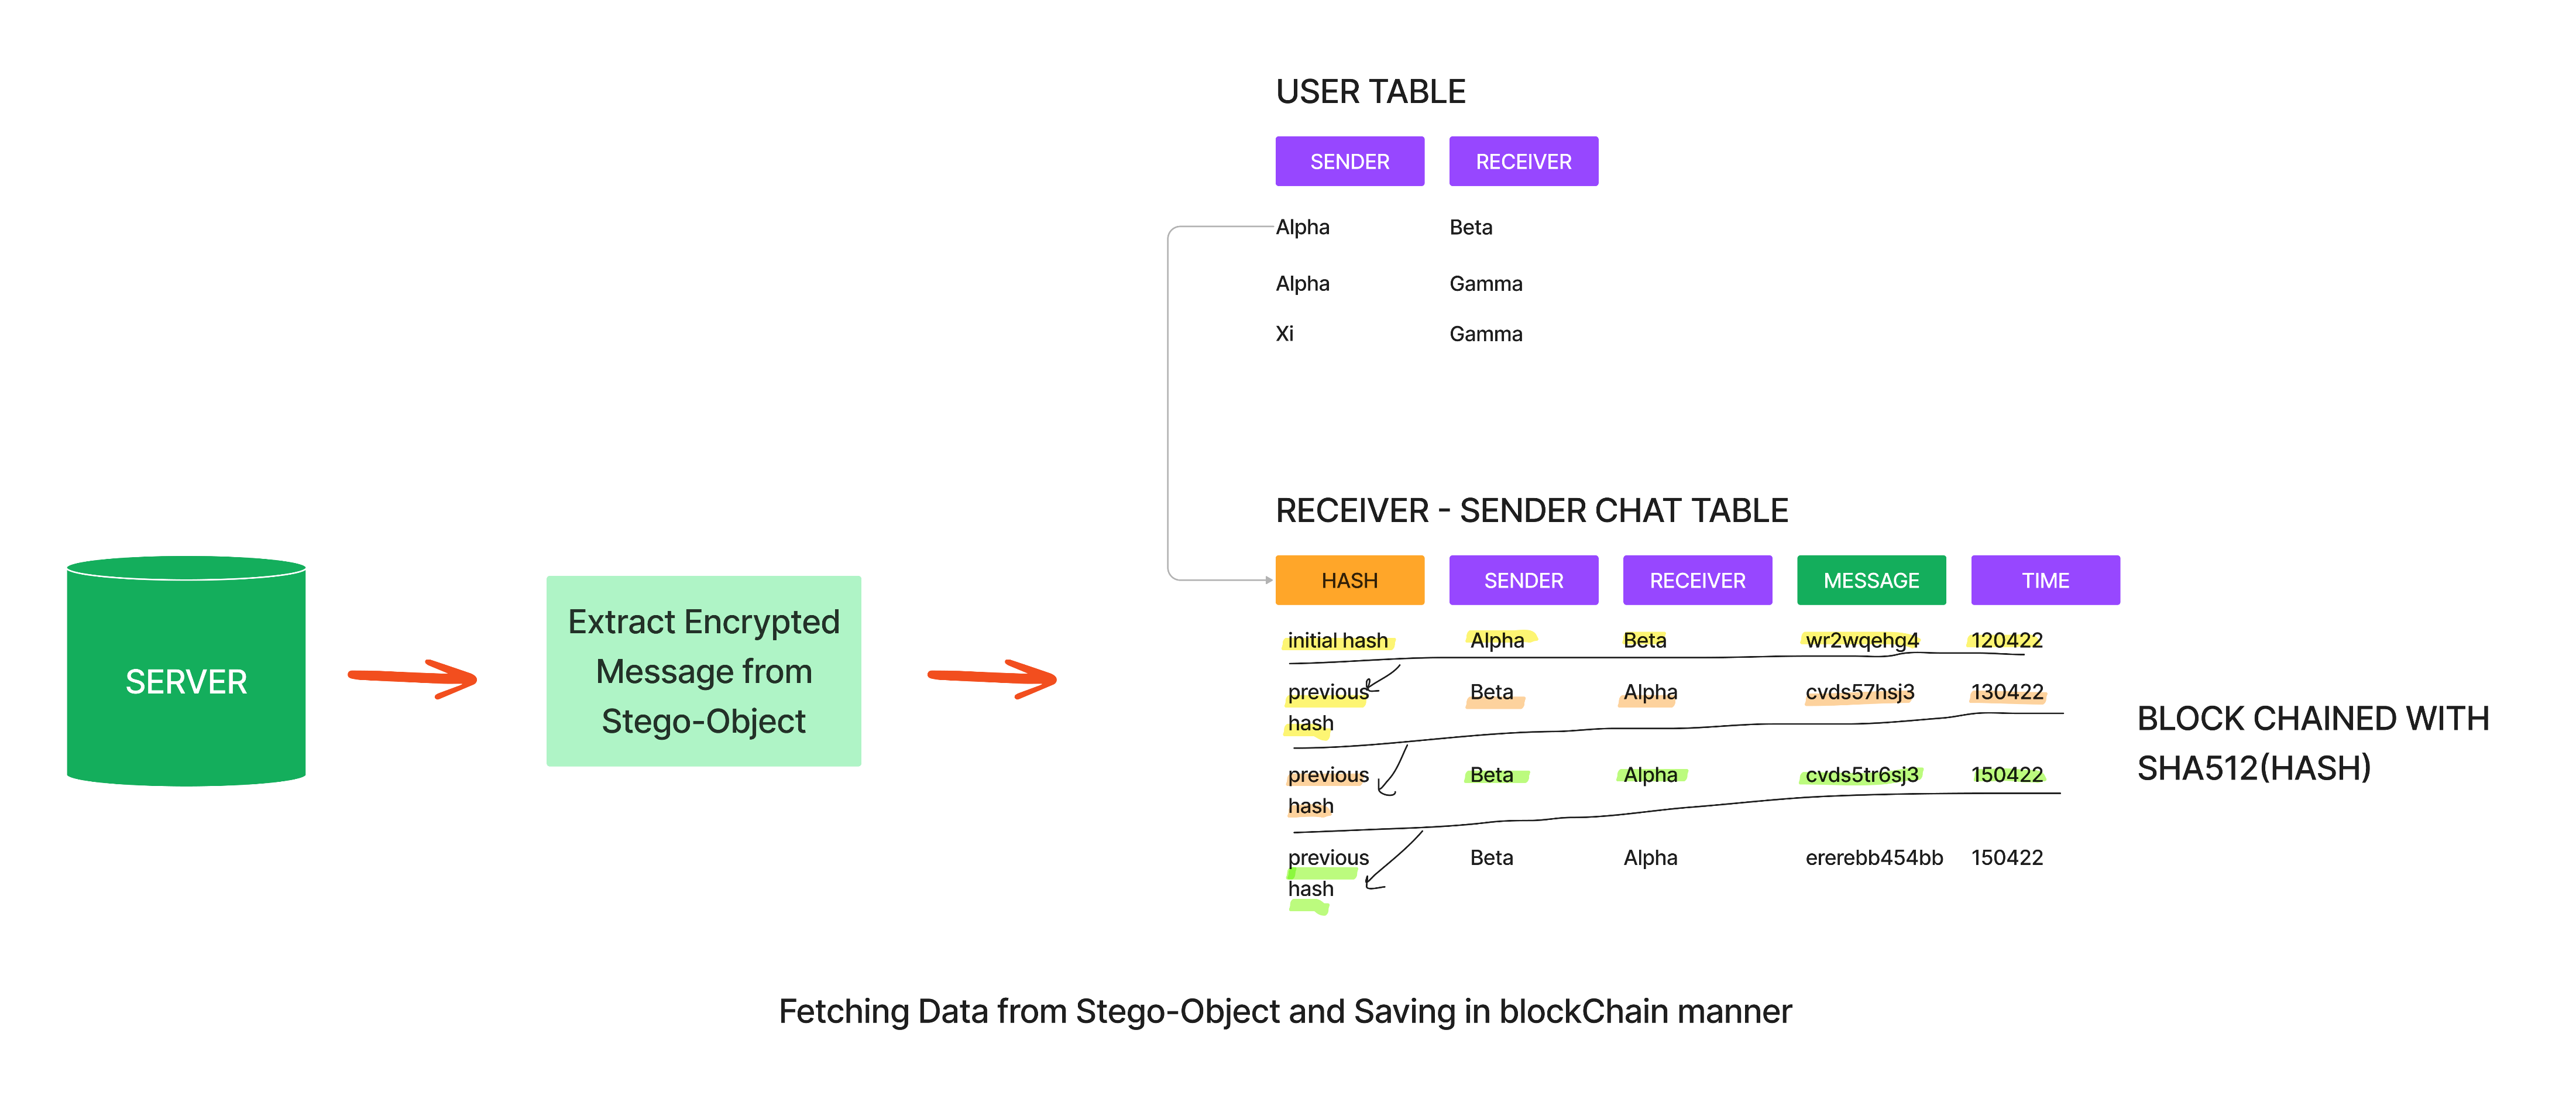 USER TABLE
SENDER RECEIVER
Alpha Beta
Alpha Gamma
Xi Gamma
RECEIVER - SENDER CHAT TABLE
HASH SENDER RECEIVER MESSAGE TIME
initial hash Alpha Beta wr2wqehg4 120422
previous Beta Alpha cvds57hsj3 130422
hash
previous Beta Alpha cvds5tr6sj3 150422
hash
previous Beta Alpha ererebb454bb 150422
hash
SERVER
Extract Encrypted
Message from
Stego-Object
BLOCK CHAINED WITH
SHA512(HASH)
Fetching Data from Stego-Object and Saving in blockChain manner